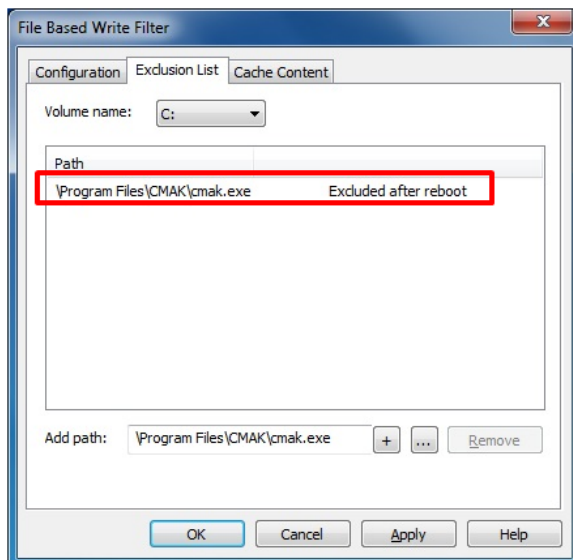 File Based Write Filter
Configuration Exclusion List Cache Content
Volume name: C:
Path
\Program Files\CMAK\cmak.exe Excluded after reboot
Add path: \Program Files\CMAK\cmak.exe + ... Remove
OK Cancel Apply Help